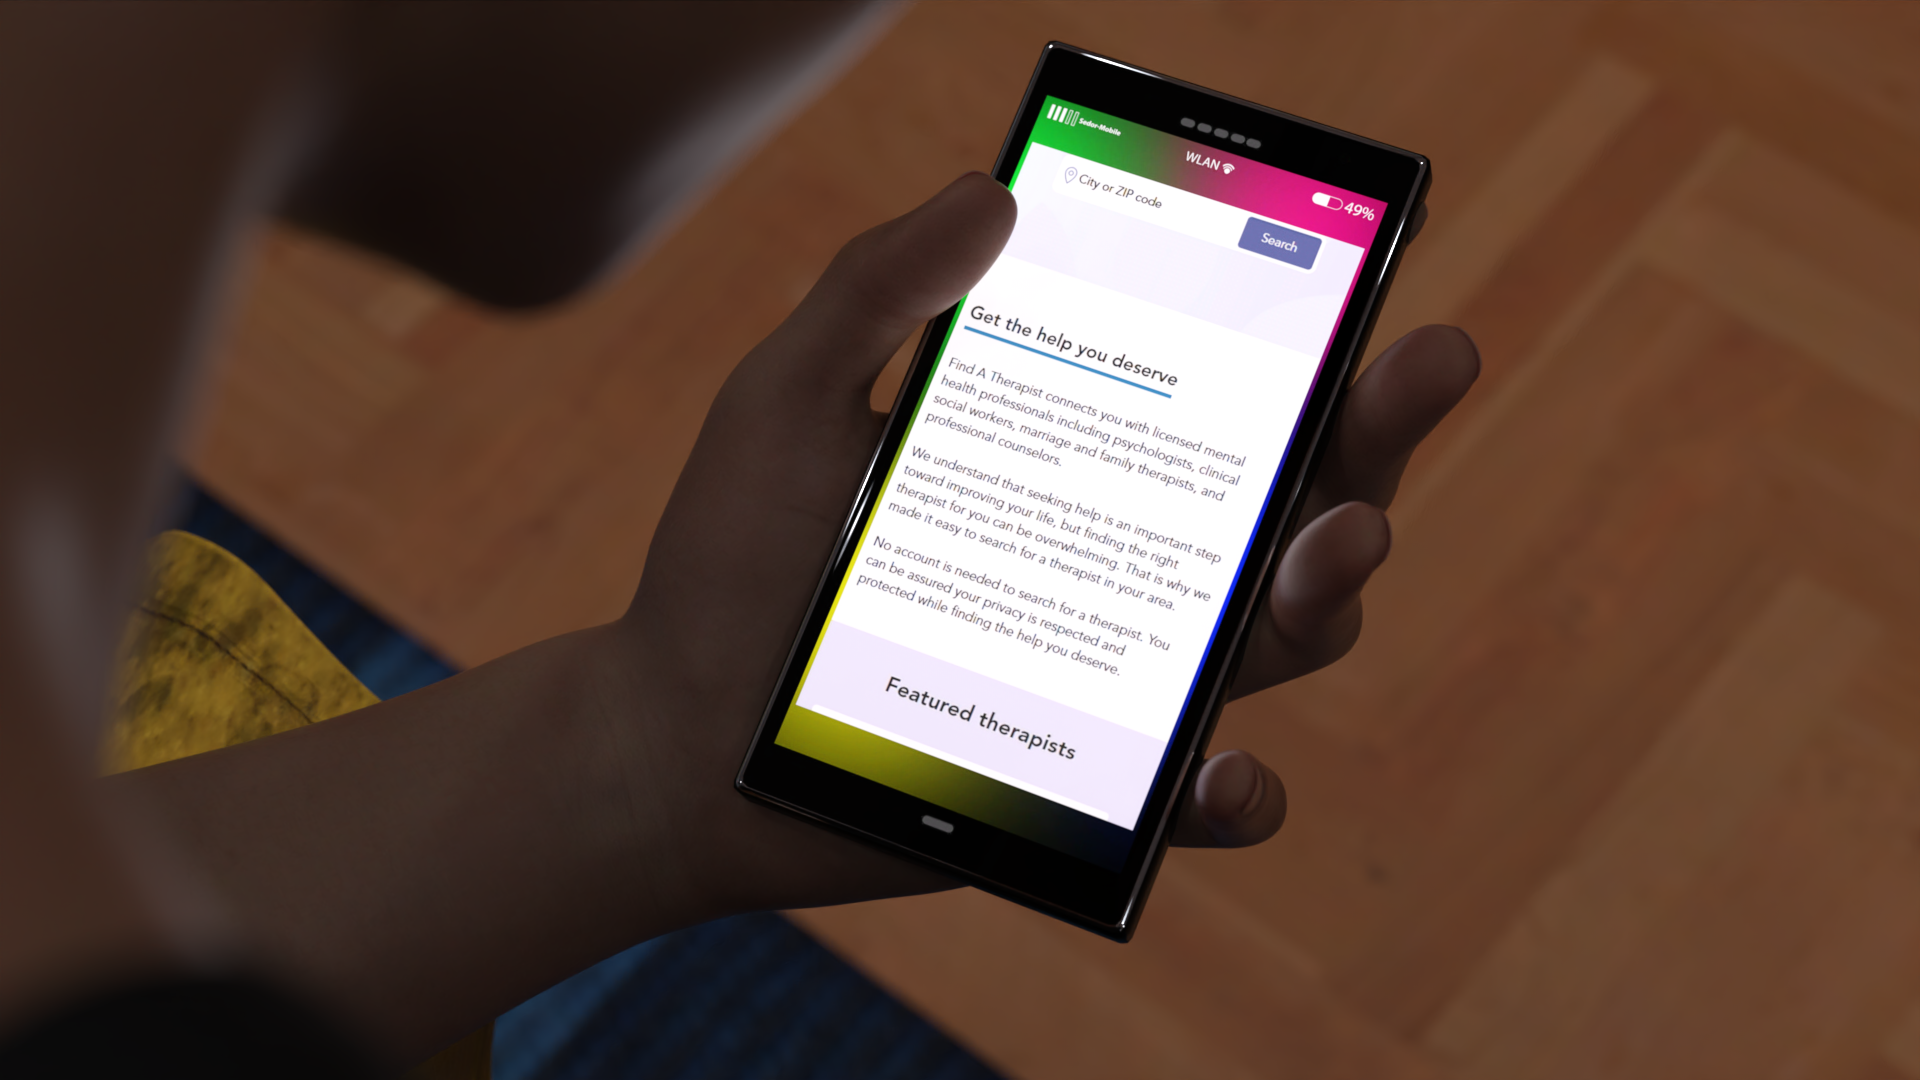 Sedor-Mobile
WLAN
49%
City or ZIP code
Search
Get the help you deserve
Find A Therapist connects you with licensed mental
health professionals including psychologists, clinical
social workers, marriage and family therapists, and
professional counselors.
We understand that seeking help is an important step
toward improving your life, but finding the right
therapist for you can be overwhelming. That is why we
made it easy to search for a therapist in your area.
No account is needed to search for a therapist. You
can be assured your privacy is respected and
protected while finding the help you deserve.
Featured therapists